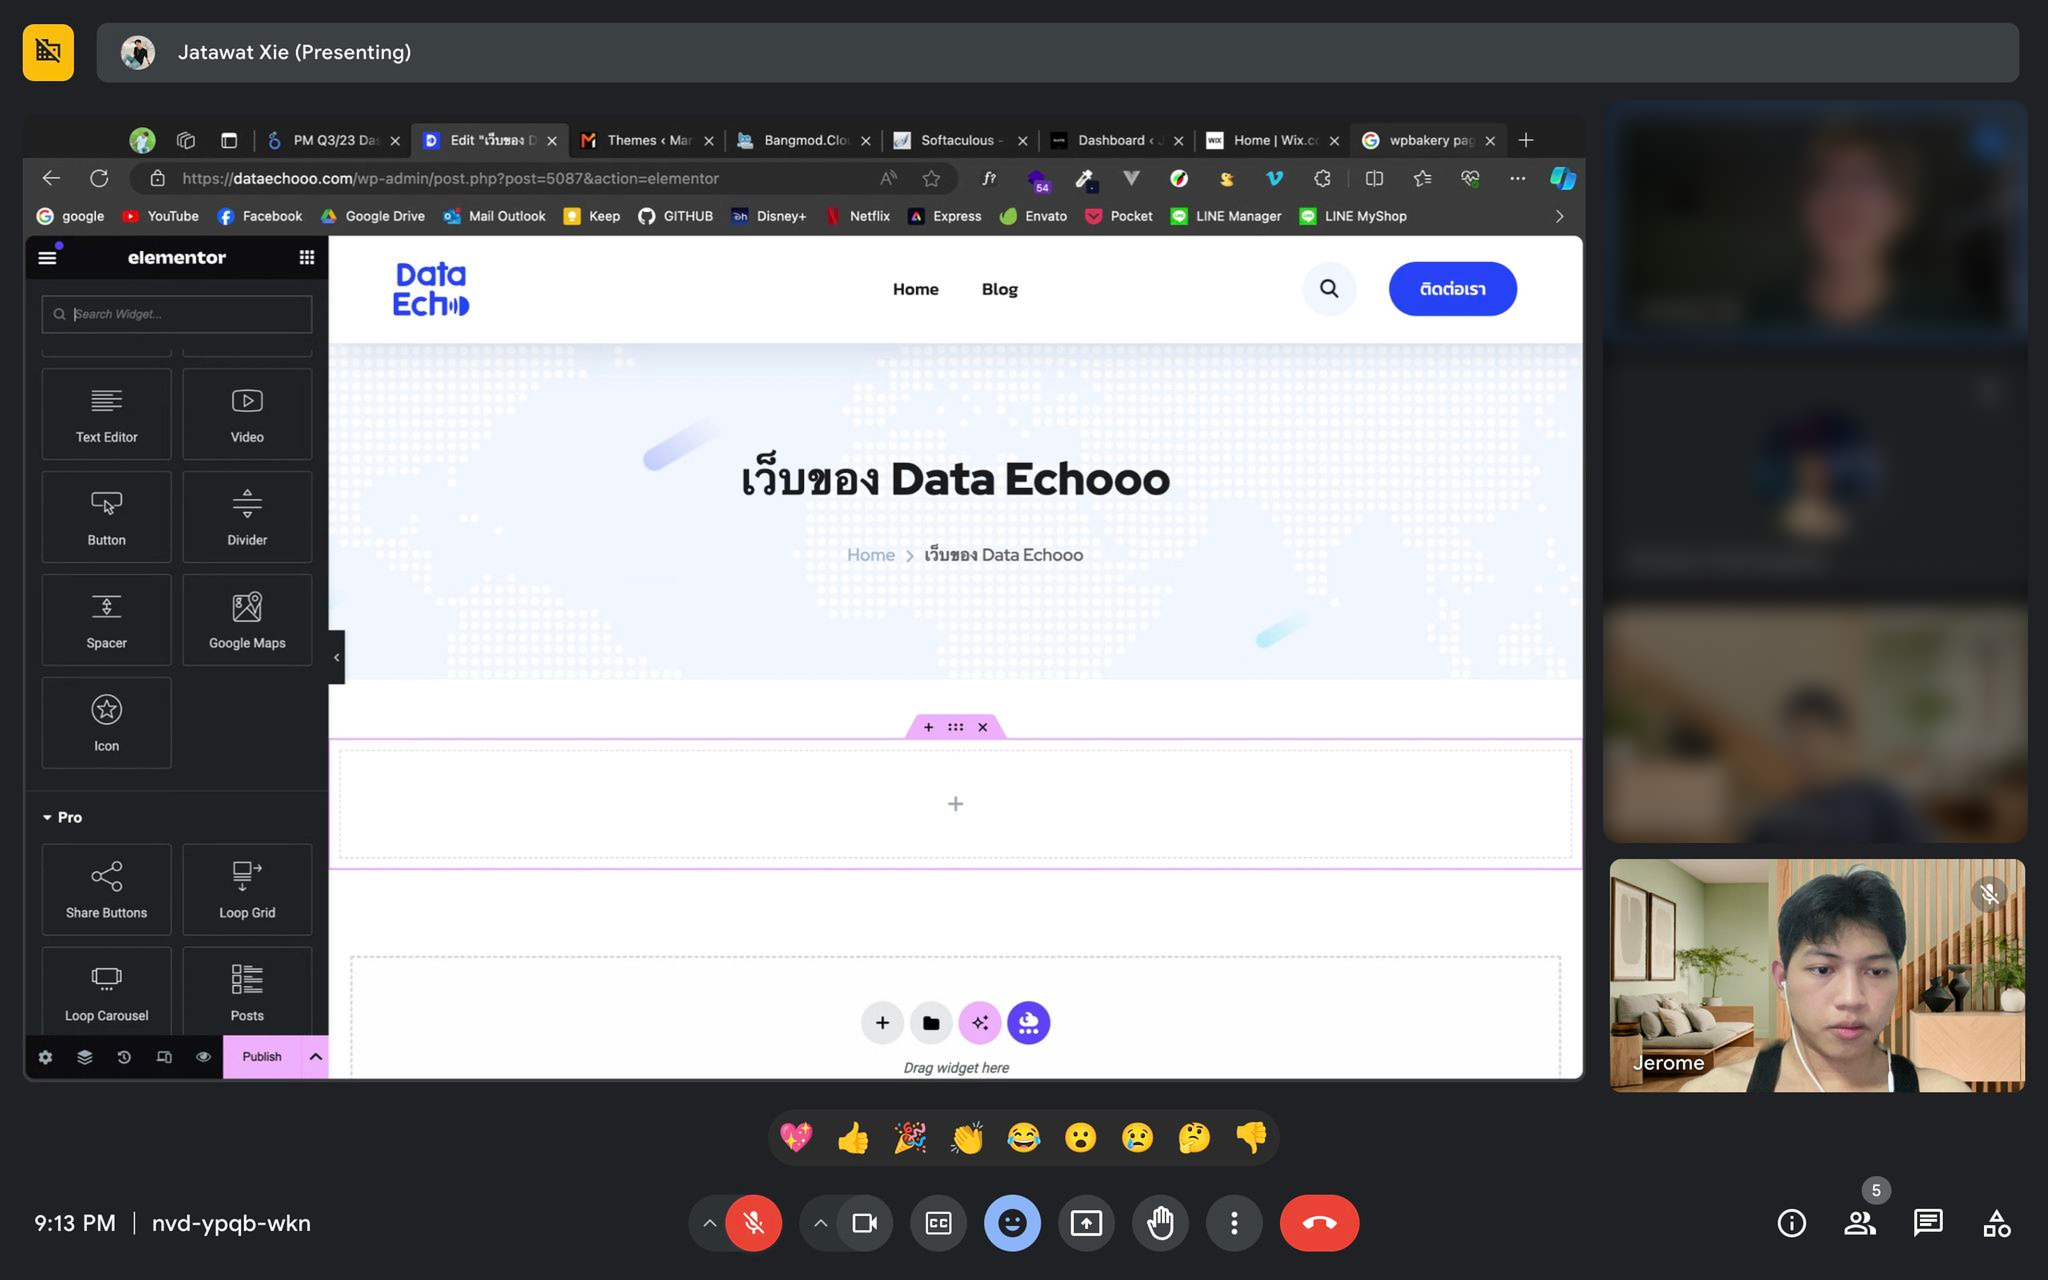 Jatawat Xie (Presenting)
PM Q3/23 Das
Edit "เว็บของ D
Themes ‹ Mar
Bangmod.Clo
Softaculous -
Dashboard ‹ J
Home | Wix.co
wpbakery pag
https://dataechooo.com/wp-admin/post.php?post=5087&action=elementor
54
google
YouTube
Facebook
Google Drive
Mail Outlook
Keep
GITHUB
Disney+
Netflix
Express
Envato
Pocket
LINE Manager
LINE MyShop
elementor
Search Widget...
Text Editor
Video
Button
Divider
Spacer
Google Maps
Icon
Pro
Share Buttons
Loop Grid
Loop Carousel
Posts
Publish
Data
Echo
Home
Blog
ติดต่อเรา
เว็บของ Data Echooo
Home > เว็บของ Data Echooo
Drag widget here
Jerome
9:13 PM | nvd-ypqb-wkn
CC
5